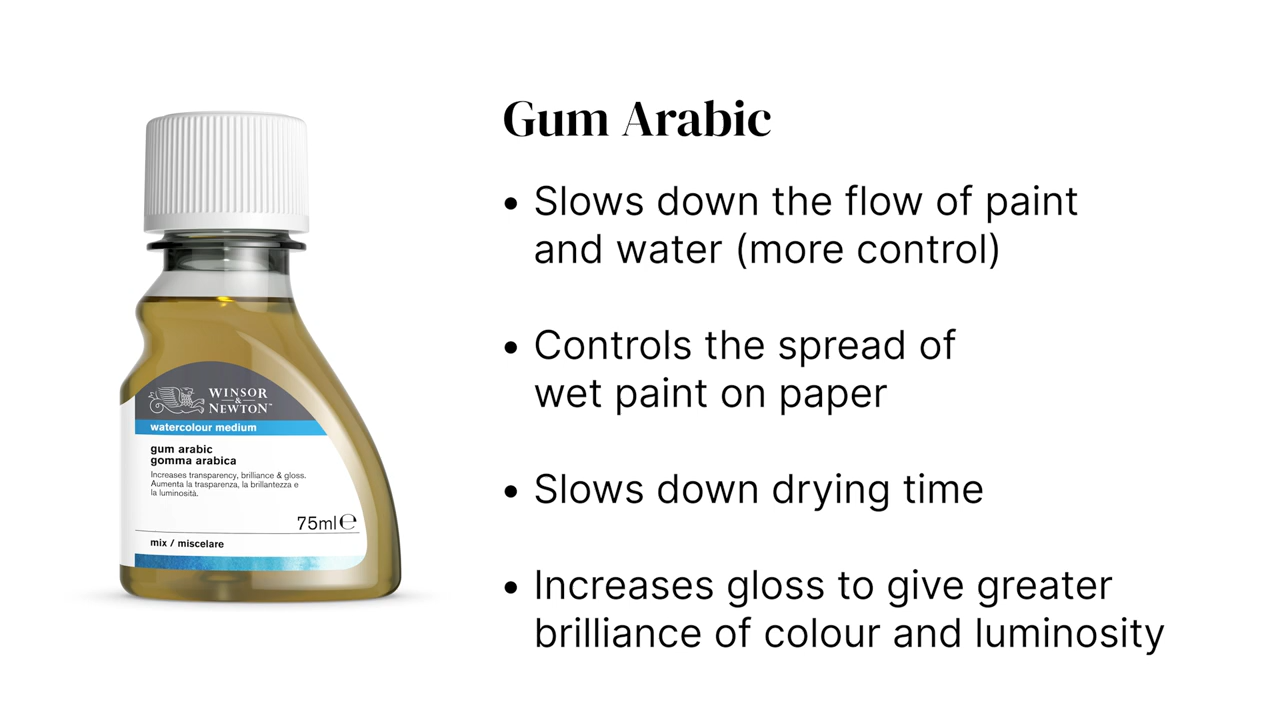 WINSOR
&
NEWTON™
watercolour medium
gum arabic
gomma arabica
Increases transparency, brilliance & gloss.
Aumenta la trasparenza, la brillantezza e
la luminosità.
75ml℮
mix / miscelare
Gum Arabic
• Slows down the flow of paint
and water (more control)
• Controls the spread of
wet paint on paper
• Slows down drying time
• Increases gloss to give greater
brilliance of colour and luminosity